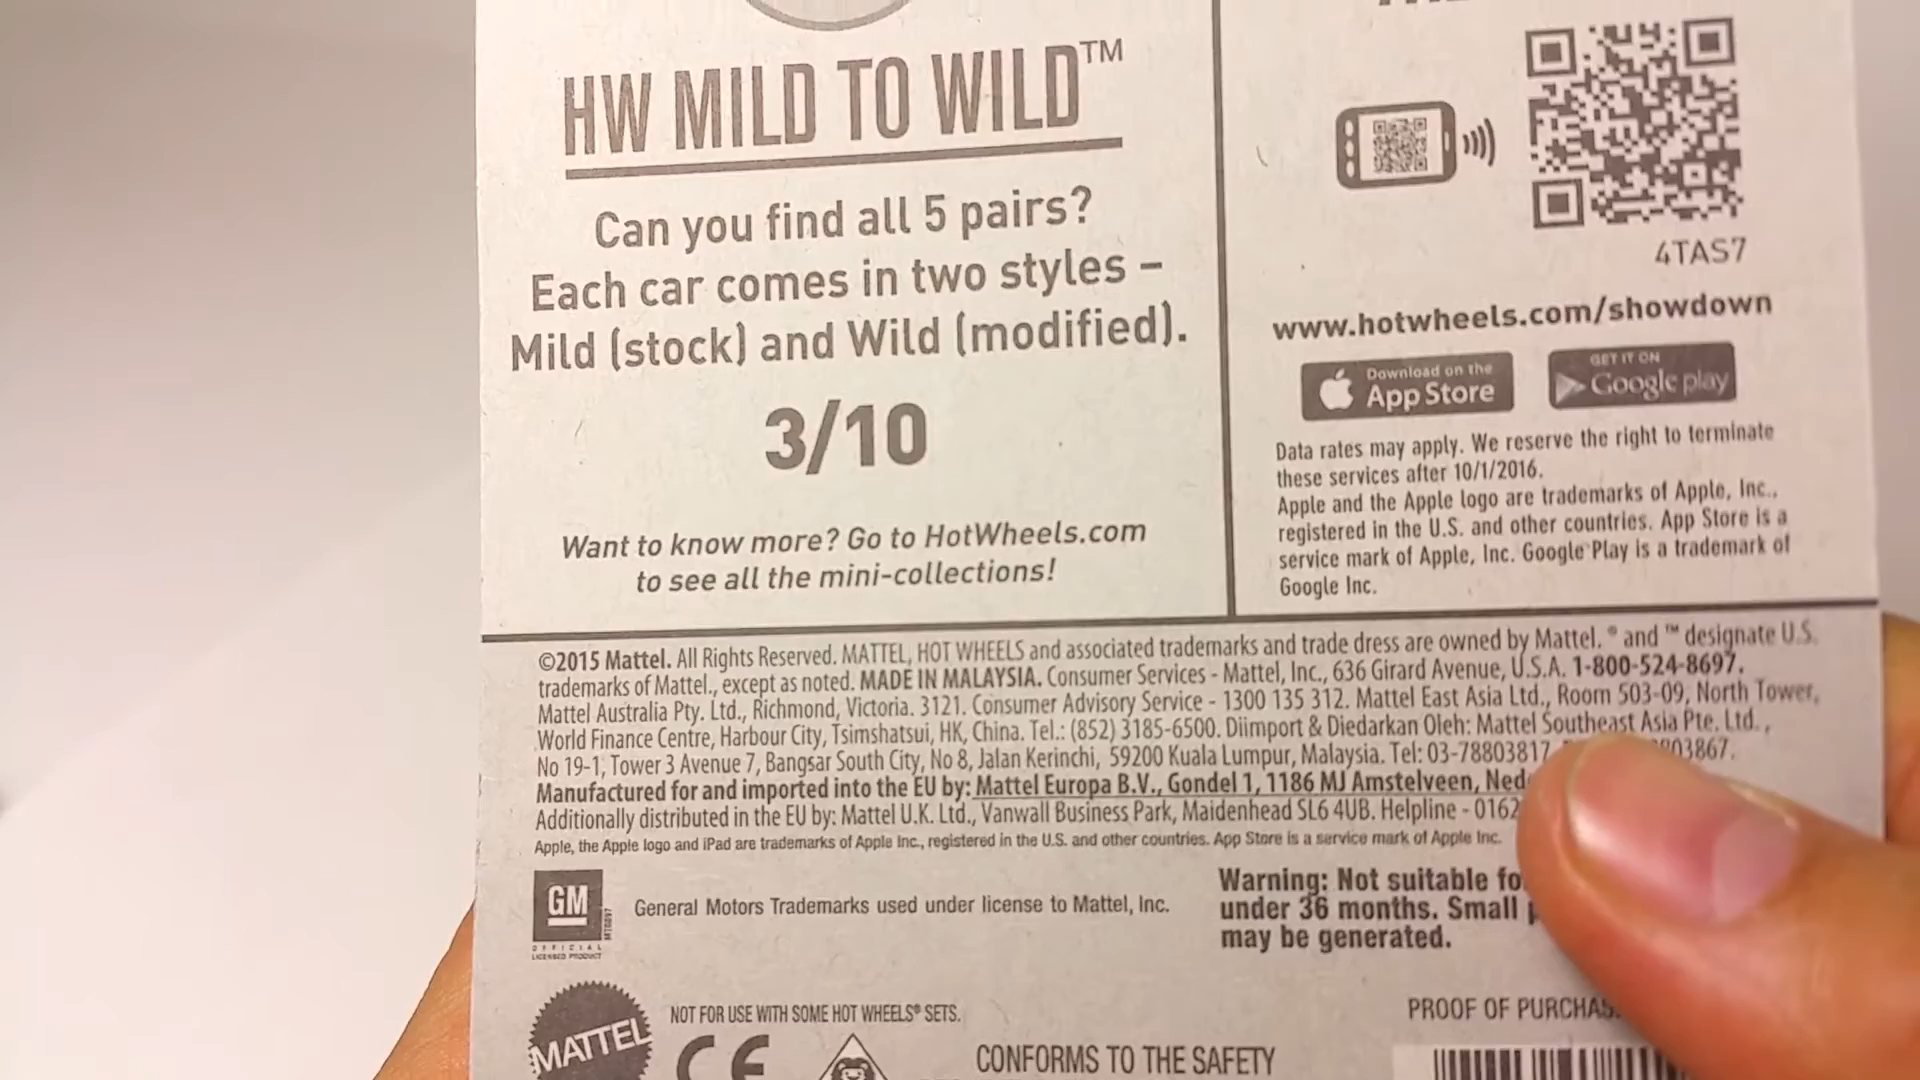 HW MILD TO WILD™
Can you find all 5 pairs?
Each car comes in two styles –
Mild (stock) and Wild (modified).
3/10
Want to know more? Go to HotWheels.com
to see all the mini-collections!
4TAS7
www.hotwheels.com/showdown
Download on the
App Store
GET IT ON
Google play
Data rates may apply. We reserve the right to terminate
these services after 10/1/2016.
Apple and the Apple logo are trademarks of Apple, Inc.,
registered in the U.S. and other countries. App Store is a
service mark of Apple, Inc. Google Play is a trademark of
Google Inc.
©2015 Mattel. All Rights Reserved. MATTEL, HOT WHEELS and associated trademarks and trade dress are owned by Mattel. ® and ™ designate U.S.
trademarks of Mattel., except as noted. MADE IN MALAYSIA. Consumer Services - Mattel, Inc., 636 Girard Avenue, U.S.A. 1-800-524-8697.
Mattel Australia Pty. Ltd., Richmond, Victoria. 3121. Consumer Advisory Service - 1300 135 312. Mattel East Asia Ltd., Room 503-09, North Tower,
World Finance Centre, Harbour City, Tsimshatsui, HK, China. Tel.: (852) 3185-6500. Diimport & Diedarkan Oleh: Mattel Southeast Asia Pte. Ltd.,
No 19-1, Tower 3 Avenue 7, Bangsar South City, No 8, Jalan Kerinchi, 59200 Kuala Lumpur, Malaysia. Tel: 03-78803817
Manufactured for and imported into the EU by: Mattel Europa B.V., Gondel 1, 1186 MJ Amstelveen,
Additionally distributed in the EU by: Mattel U.K. Ltd., Vanwall Business Park, Maidenhead SL6 4UB. Helpline -
Apple, the Apple logo and iPad are trademarks of Apple Inc., registered in the U.S. and other countries. App Store is a service mark of Apple Inc.
GM
OFFICIAL
LICENSED PRODUCT
General Motors Trademarks used under license to Mattel, Inc.
Warning: Not suitable
under 36 months. Small
may be generated.
MATTEL
NOT FOR USE WITH SOME HOT WHEELS® SETS.
CE
CONFORMS TO THE SAFETY
PROOF OF